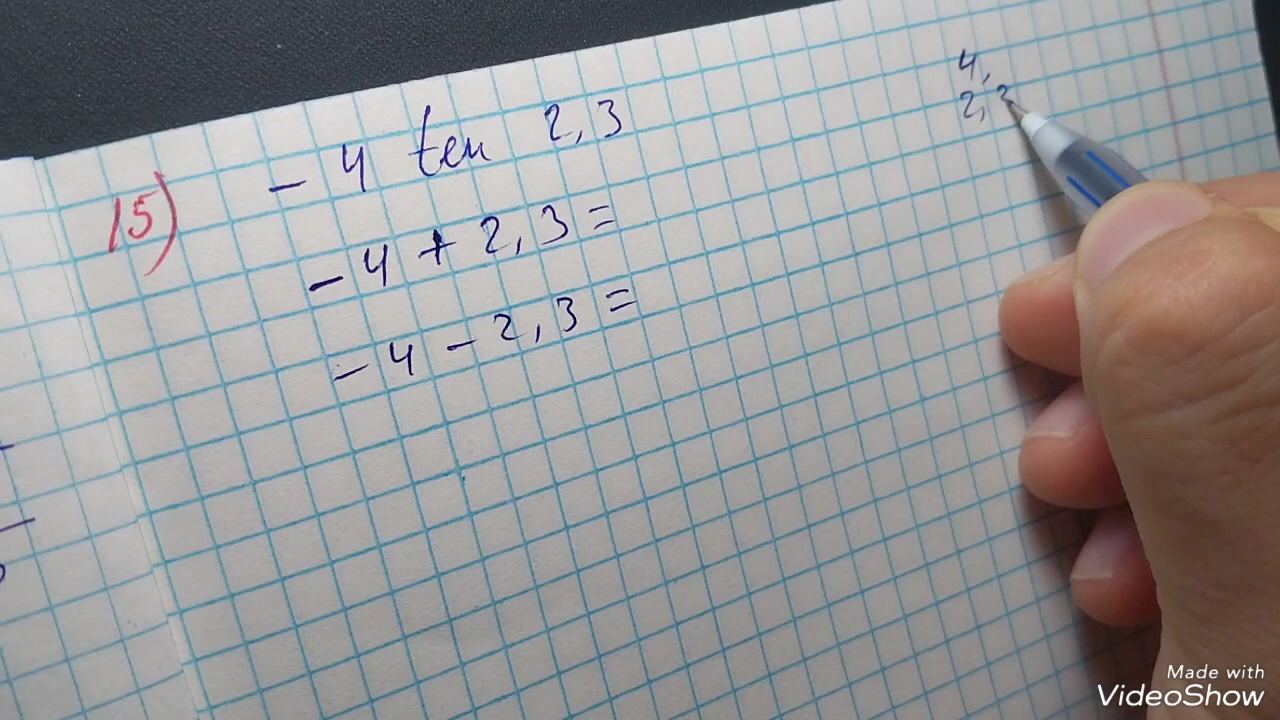 15) - 4 ten 2,3
- 4 + 2,3 =
- 4 - 2,3 =
4,
2,3
Made with
VideoShow